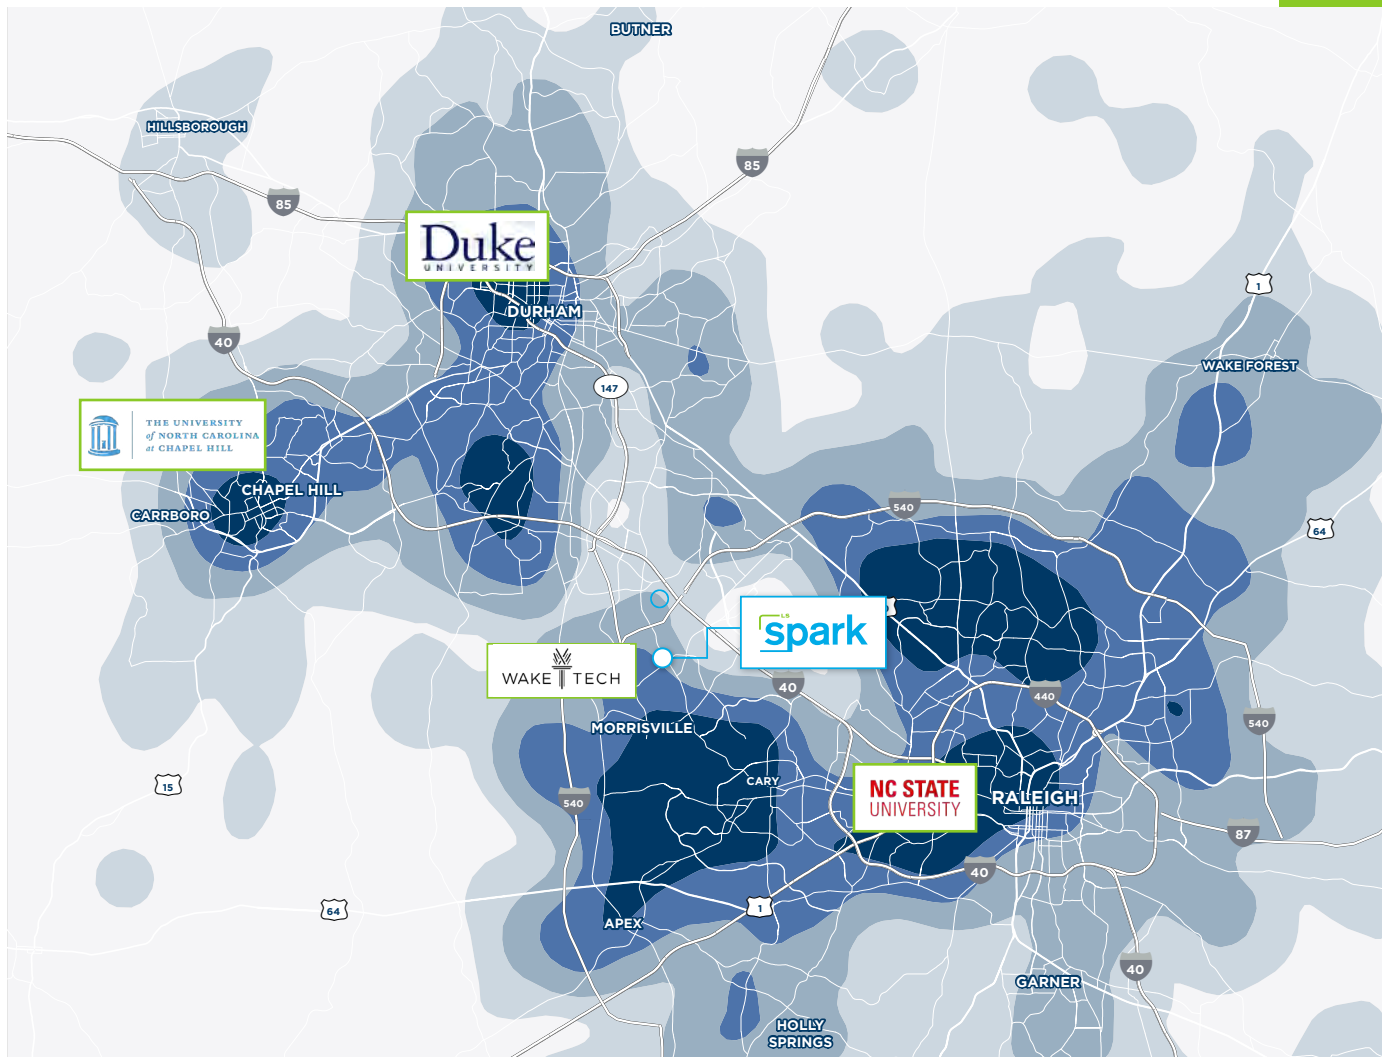 BUTNER
HILLSBOROUGH
85
85
Duke
UNIVERSITY
1
DURHAM
40
WAKE FOREST
147
THE UNIVERSITY
of NORTH CAROLINA
at CHAPEL HILL
CHAPEL HILL
CARRBORO
540
64
LS
spark
WAKE TECH
40
440
540
MORRISVILLE
15
CARY
NC STATE
UNIVERSITY
RALEIGH
540
87
40
64
1
APEX
40
GARNER
HOLLY
SPRINGS